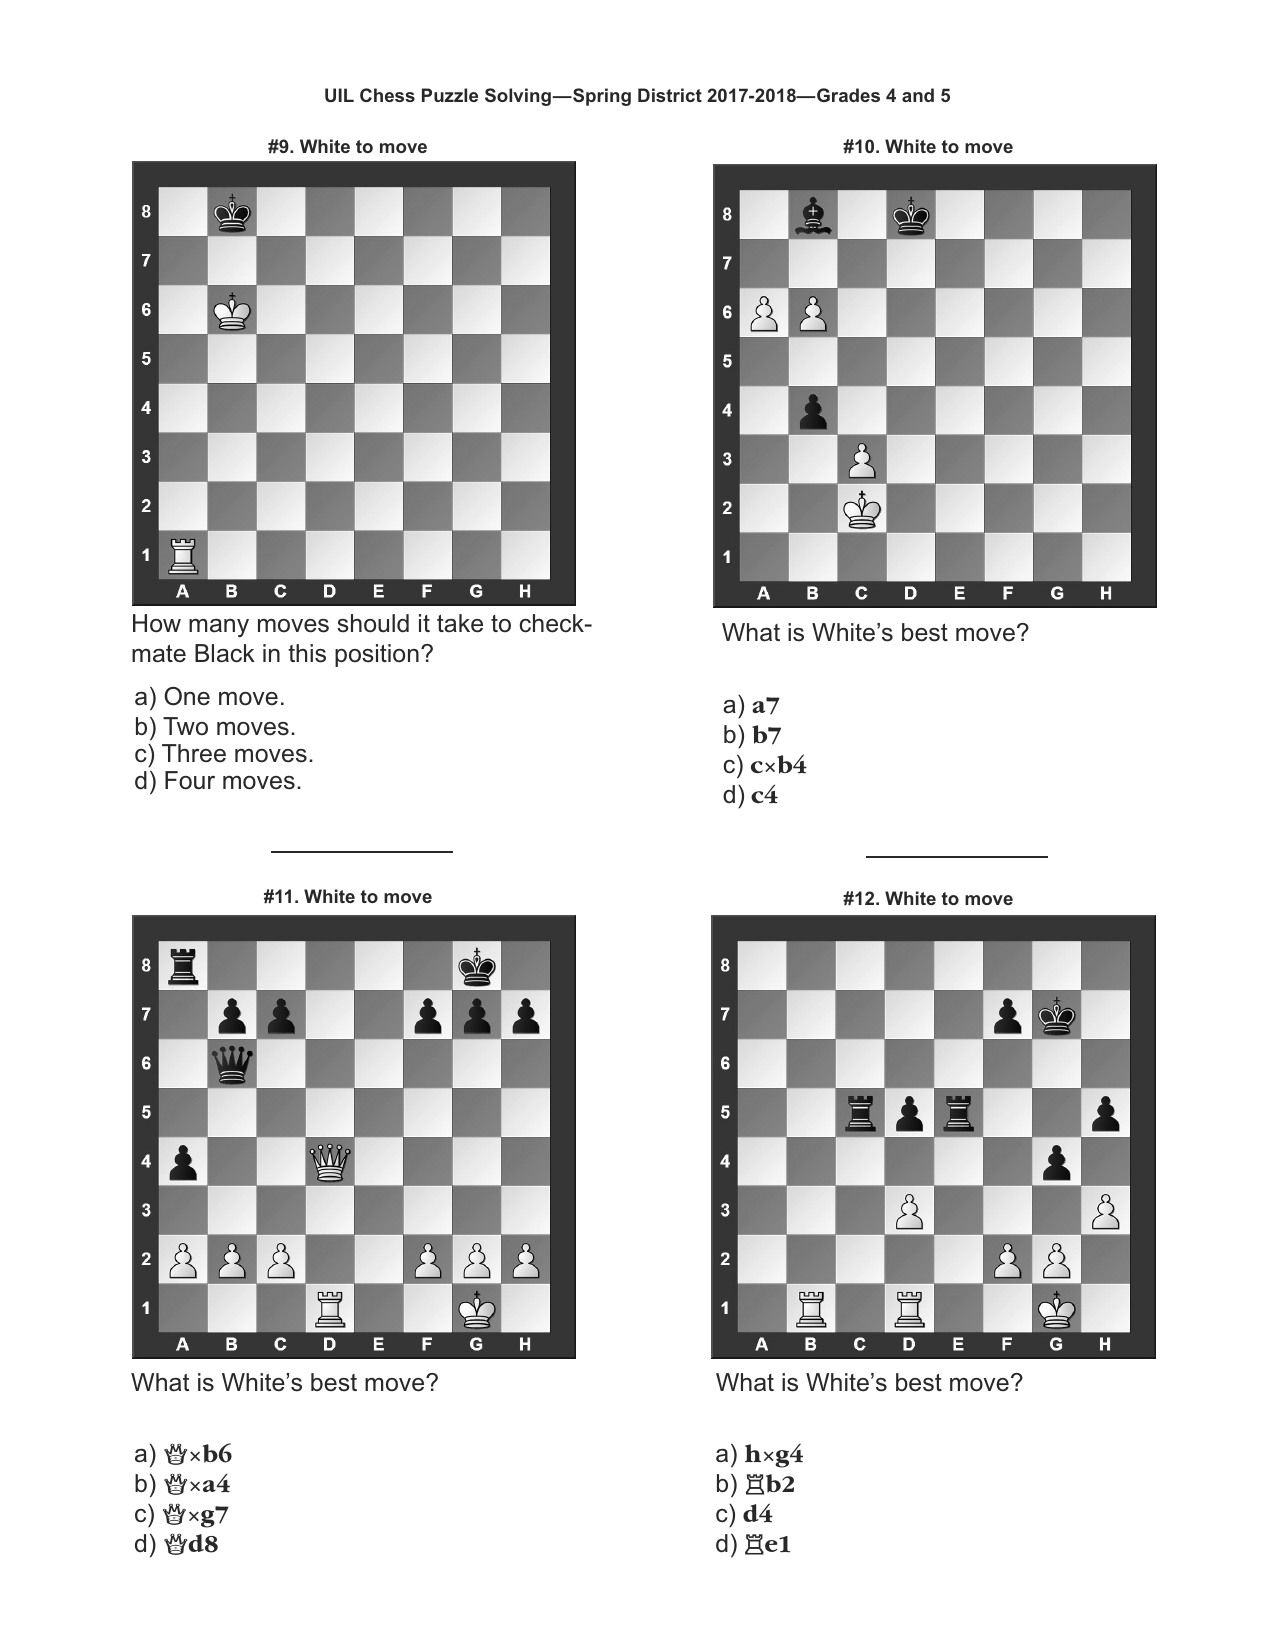 UIL Chess Puzzle Solving—Spring District 2017-2018—Grades 4 and 5
#9. White to move
8
7
6
5
4
3
2
1
A B C D E F G H
How many moves should it take to check-
mate Black in this position?
a) One move.
b) Two moves.
c) Three moves.
d) Four moves.
#10. White to move
8
7
6
5
4
3
2
1
A B C D E F G H
What is White’s best move?
a) a7
b) b7
c) c×b4
d) c4
#11. White to move
8
7
6
5
4
3
2
1
A B C D E F G H
What is White’s best move?
a) ♕×b6
b) ♕×a4
c) ♕×g7
d) ♕d8
#12. White to move
8
7
6
5
4
3
2
1
A B C D E F G H
What is White’s best move?
a) h×g4
b) ♖b2
c) d4
d) ♖e1